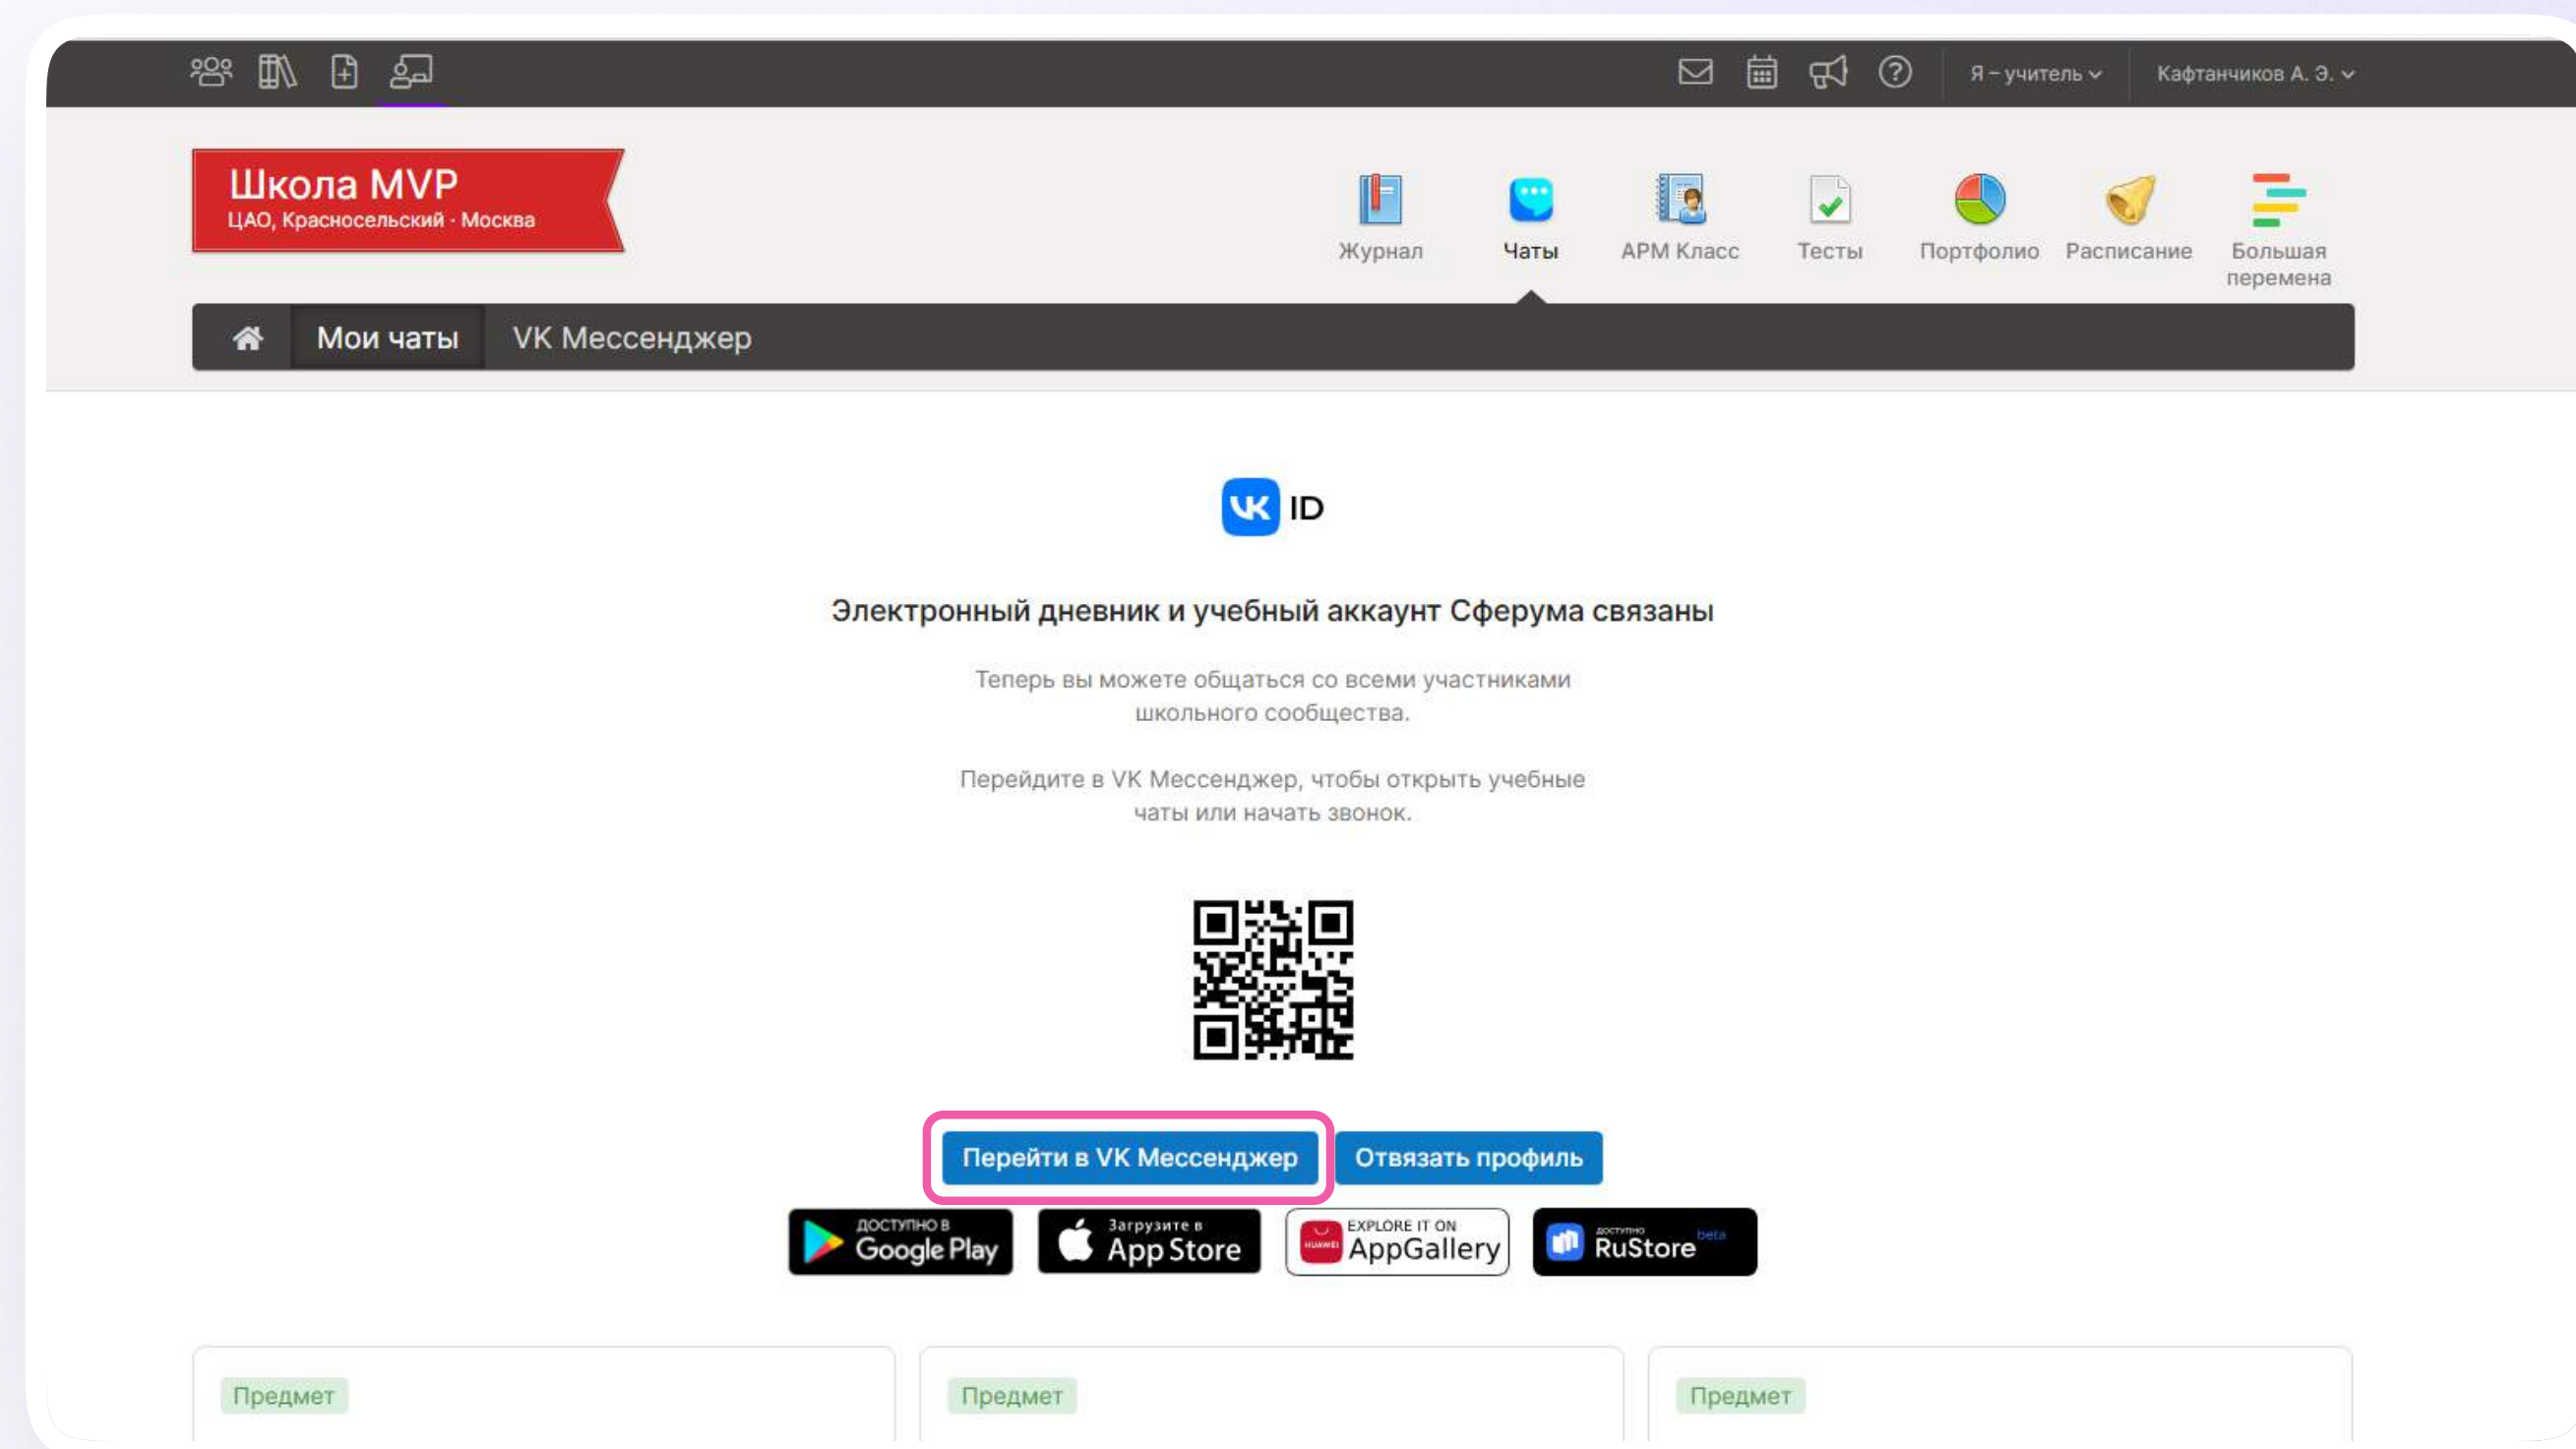 Я – учитель
Кафтанчиков А. Э.
Школа MVP
ЦАО, Красносельский · Москва
Журнал
Чаты
АРМ Класс
Тесты
Портфолио
Расписание
Большая
перемена
Мои чаты
VK Мессенджер
VK ID
Электронный дневник и учебный аккаунт Сферума связаны
Теперь вы можете общаться со всеми участниками
школьного сообщества.
Перейдите в VK Мессенджер, чтобы открыть учебные
чаты или начать звонок.
Перейти в VK Мессенджер
Отвязать профиль
ДОСТУПНО В
Google Play
Загрузите в
App Store
HUAWEI
EXPLORE IT ON
AppGallery
ДОСТУПНО
RuStore beta
Предмет
Предмет
Предмет